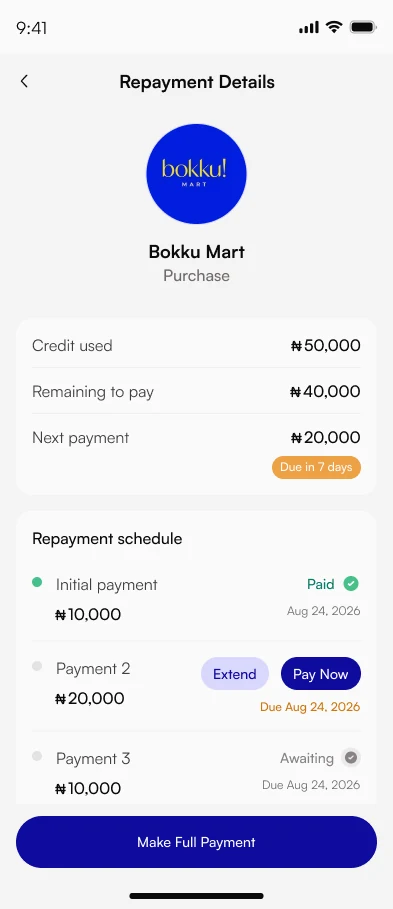 9:41
Repayment Details
bokku!
MART
Bokku Mart
Purchase
Credit used ₦50,000
Remaining to pay ₦40,000
Next payment ₦20,000
Due in 7 days
Repayment schedule
Initial payment Paid
₦10,000 Aug 24, 2026
Payment 2 Extend Pay Now
₦20,000 Due Aug 24, 2026
Payment 3 Awaiting
₦10,000 Due Aug 24, 2026
Make Full Payment